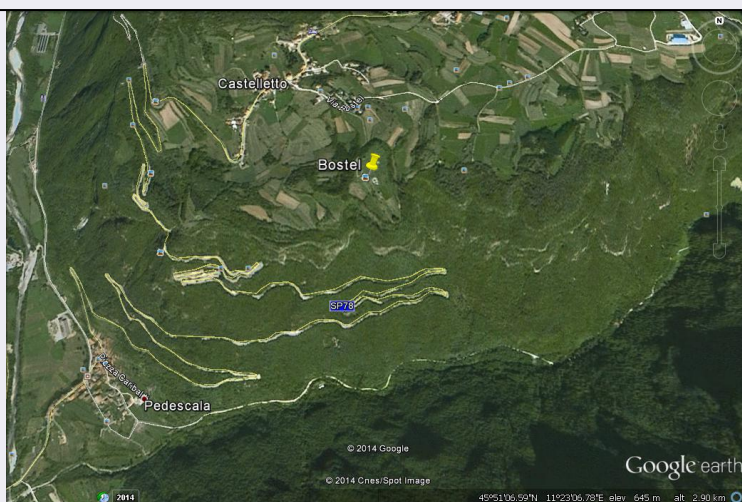 N
Castelletto
Bostel
SP78
Pedescala
© 2014 Google
Google earth
© 2014 Cnes/Spot Image
2014
45°51'06.59"N 11°23'06.78"E elev 645 m alt 2.90 km